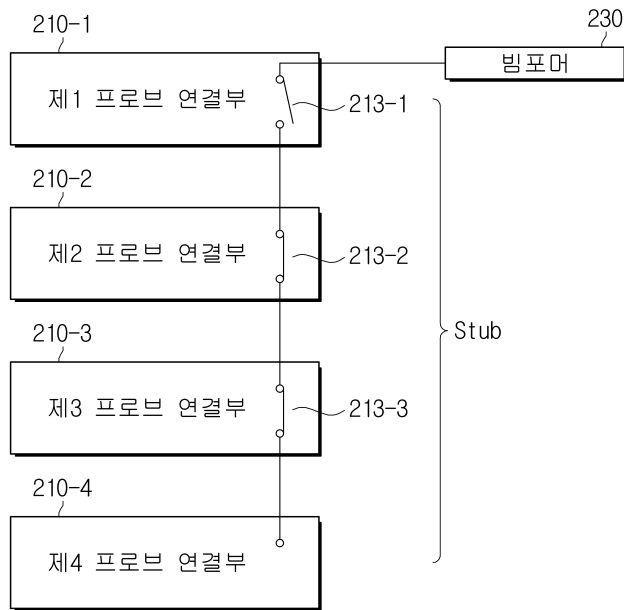 210-1
230
제1 프로브 연결부
빔포머
213-1
210-2
제2 프로브 연결부
213-2
210-3
Stub
제3 프로브 연결부
213-3
210-4
제4 프로브 연결부